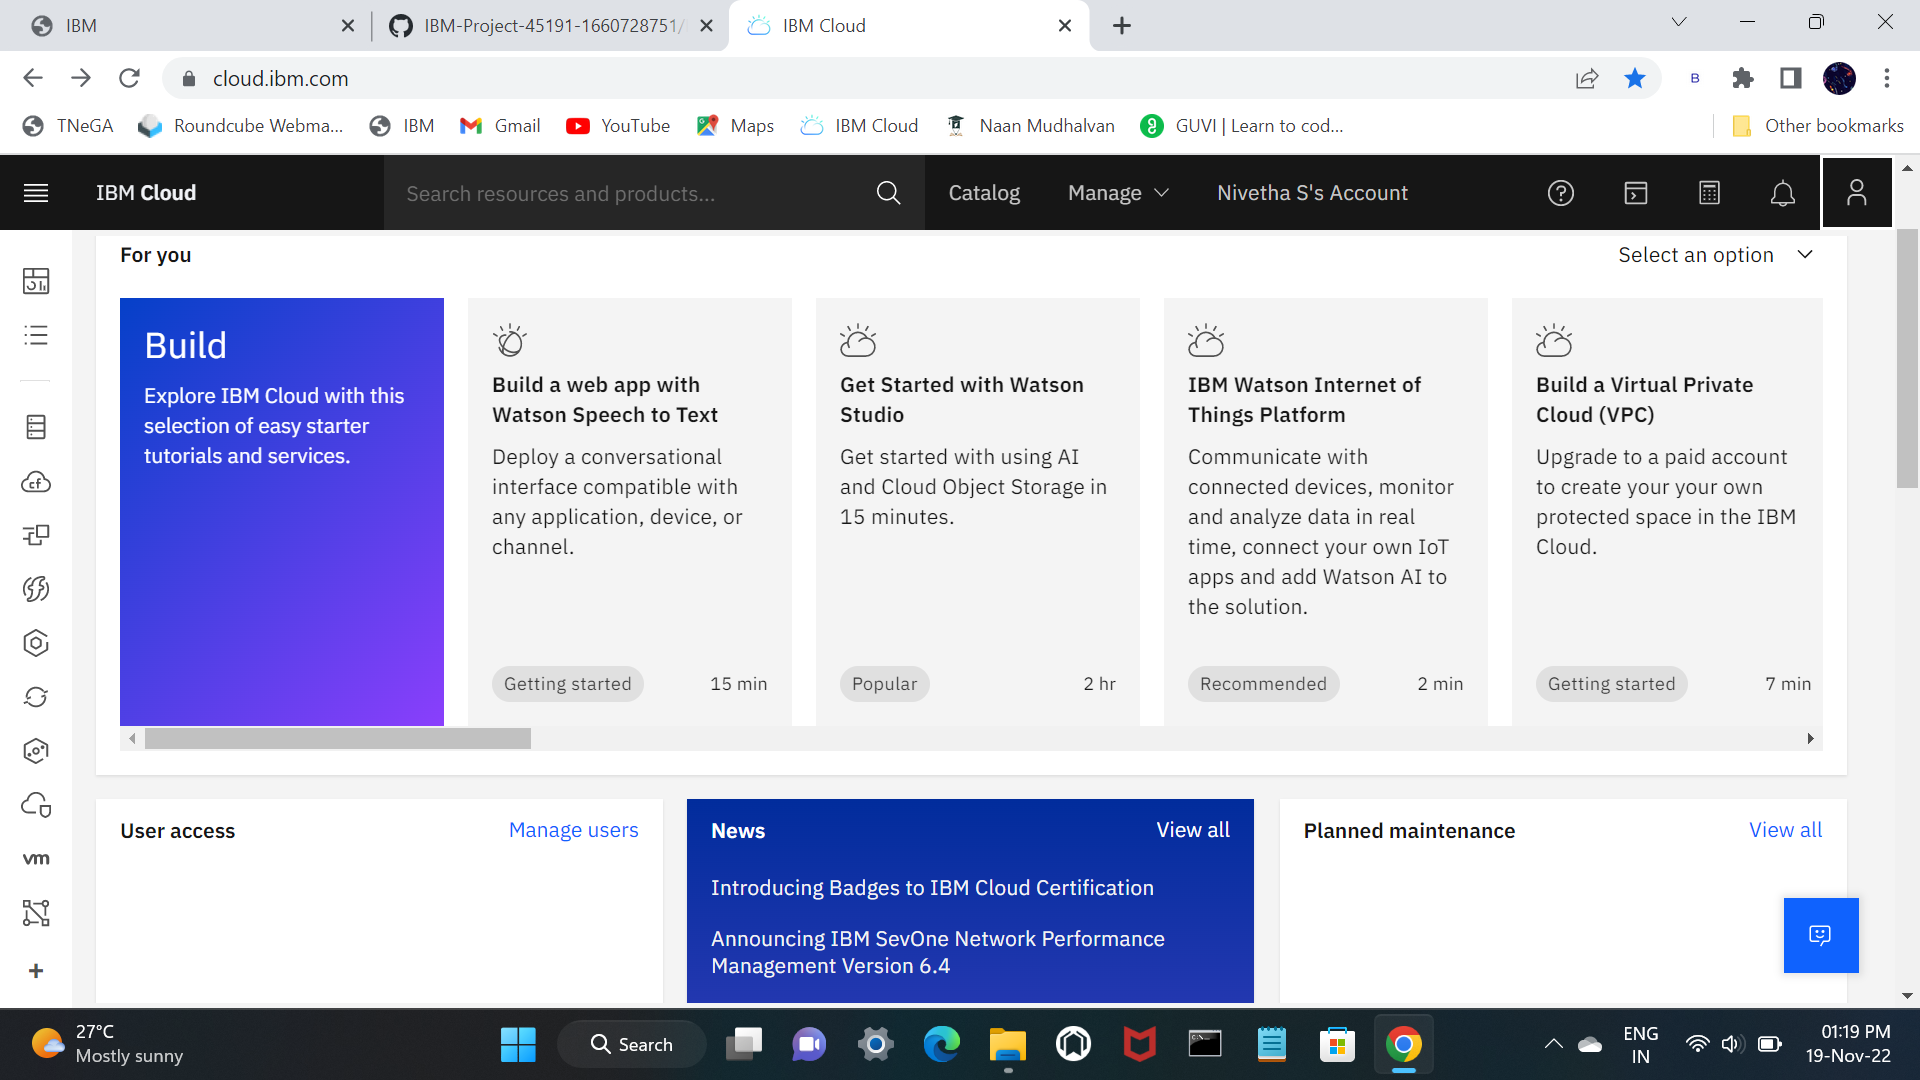 IBM
IBM-Project-45191-1660728751/
IBM Cloud
cloud.ibm.com
B
TNeGA
Roundcube Webma...
IBM
Gmail
YouTube
Maps
IBM Cloud
Naan Mudhalvan
GUVI | Learn to cod...
Other bookmarks
IBM Cloud
Search resources and products...
Catalog
Manage
Nivetha S's Account
For you
Select an option
Build
Explore IBM Cloud with this
selection of easy starter
tutorials and services.
Build a web app with
Watson Speech to Text
Deploy a conversational
interface compatible with
any application, device, or
channel.
Getting started
15 min
Get Started with Watson
Studio
Get started with using AI
and Cloud Object Storage in
15 minutes.
Popular
2 hr
IBM Watson Internet of
Things Platform
Communicate with
connected devices, monitor
and analyze data in real
time, connect your own IoT
apps and add Watson AI to
the solution.
Recommended
2 min
Build a Virtual Private
Cloud (VPC)
Upgrade to a paid account
to create your your own
protected space in the IBM
Cloud.
Getting started
7 min
cf
vm
User access
Manage users
News
View all
Introducing Badges to IBM Cloud Certification
Announcing IBM SevOne Network Performance
Management Version 6.4
Planned maintenance
View all
27°C
Mostly sunny
Search
ENG
IN
01:19 PM
19-Nov-22